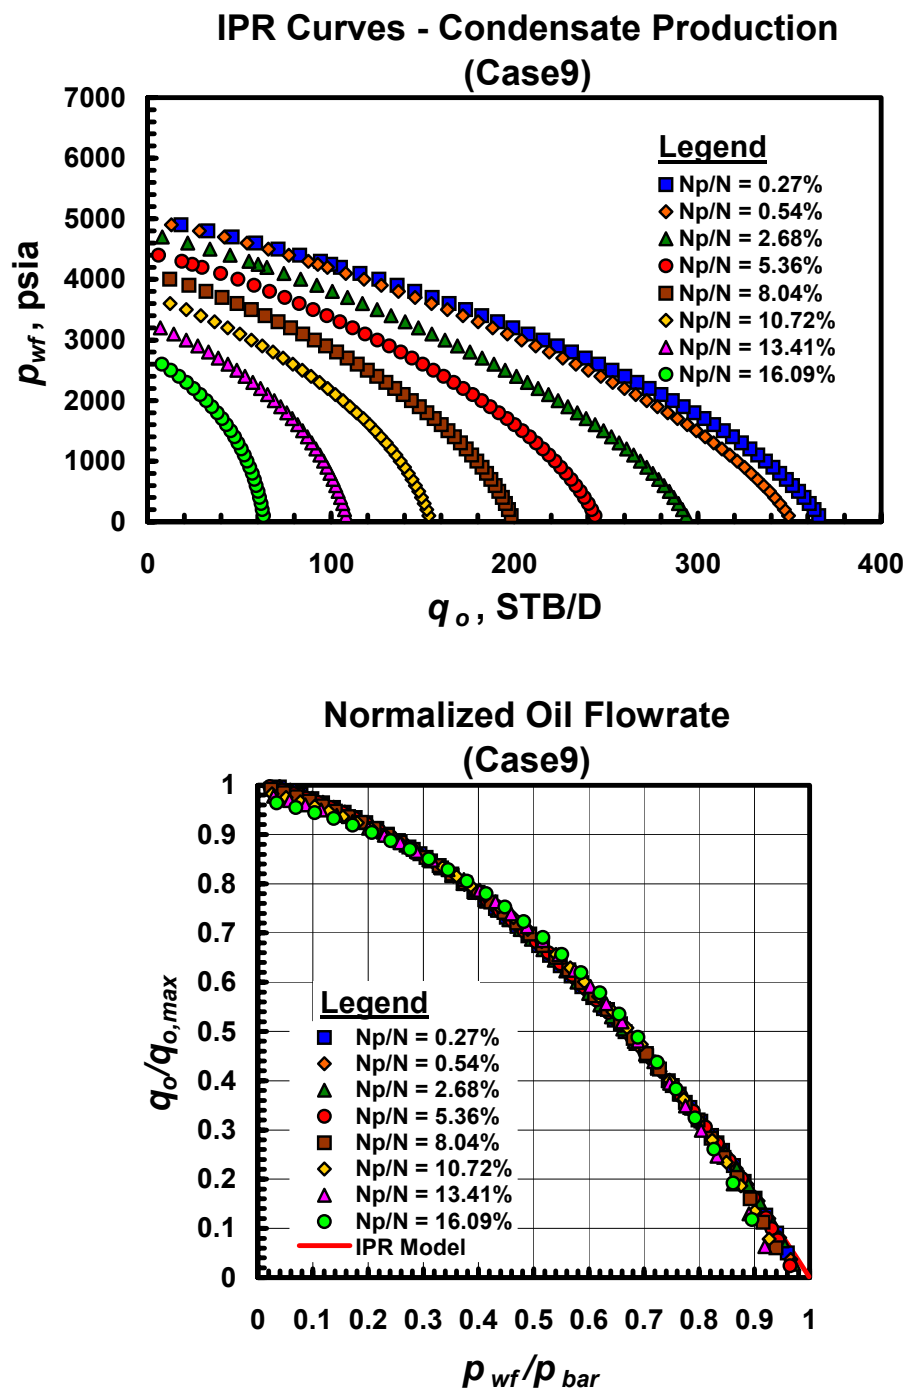 IPR Curves - Condensate Production
(Case9)
7000
6000
5000
4000
3000
2000
1000
0
p wf , psia
Legend
Np/N = 0.27%
Np/N = 0.54%
Np/N = 2.68%
Np/N = 5.36%
Np/N = 8.04%
Np/N = 10.72%
Np/N = 13.41%
Np/N = 16.09%
0 100 200 300 400
q o , STB/D
Normalized Oil Flowrate
(Case9)
1
0.9
0.8
0.7
0.6
0.5
0.4
0.3
0.2
0.1
0
qo/qo,max
Legend
Np/N = 0.27%
Np/N = 0.54%
Np/N = 2.68%
Np/N = 5.36%
Np/N = 8.04%
Np/N = 10.72%
Np/N = 13.41%
Np/N = 16.09%
IPR Model
0 0.1 0.2 0.3 0.4 0.5 0.6 0.7 0.8 0.9 1
p wf /p bar